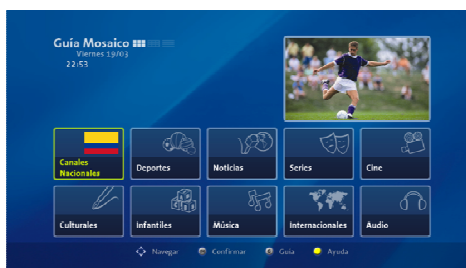 Guía Mosaico
Viernes 19/03
22:53
Canales
Nacionales
Deportes
Noticias
Series
Cine
Culturales
Infantiles
Música
Internacionales
Audio
Navegar
Confirmar
Guía
Ayuda